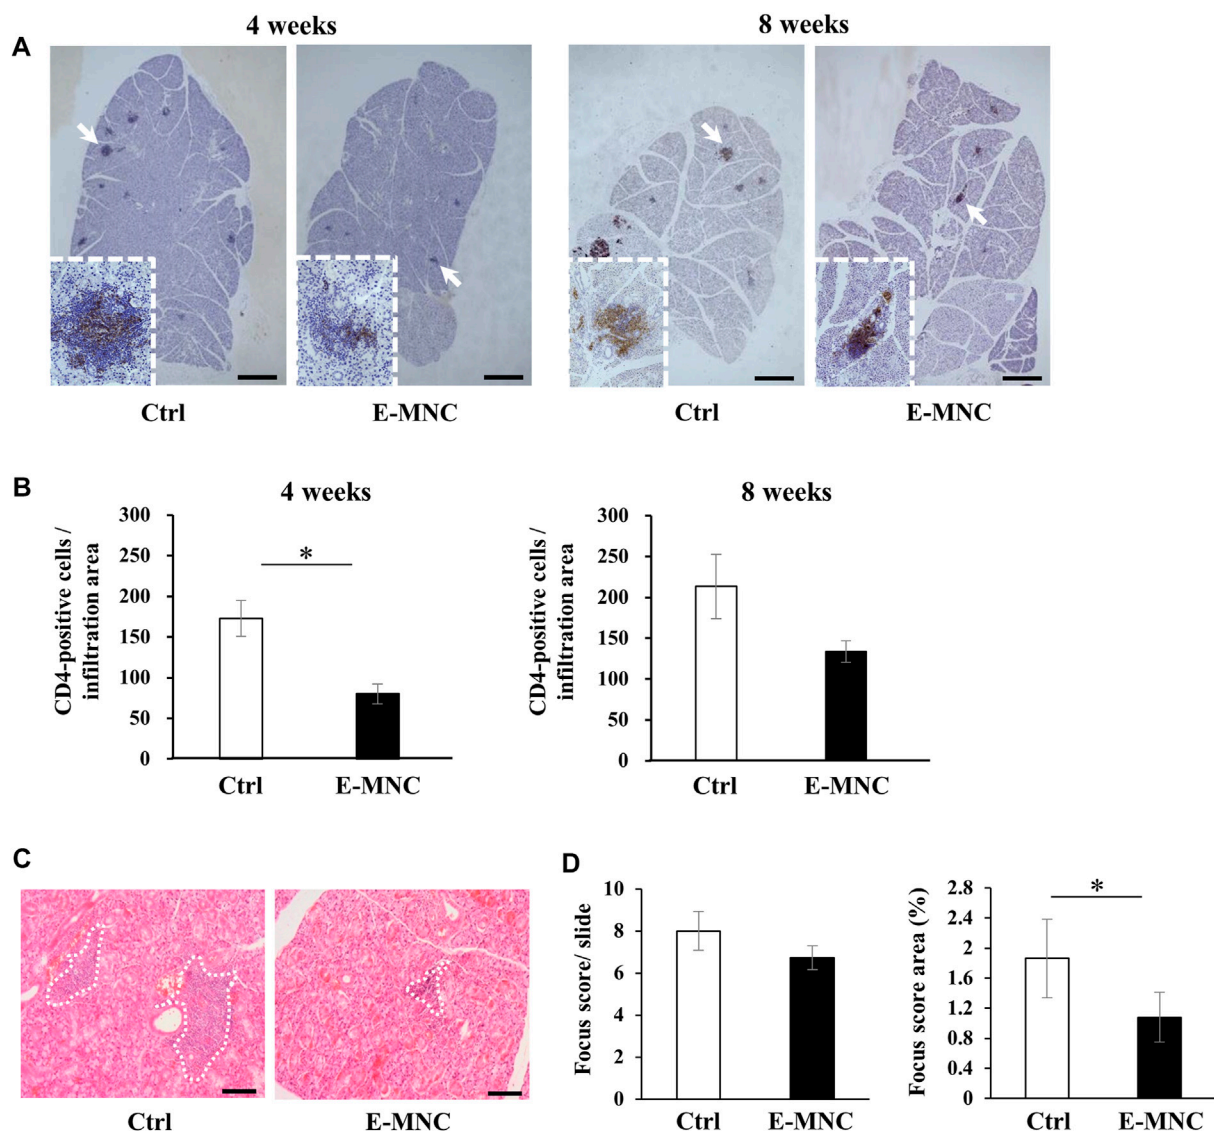 4 weeks 8 weeks
A
Ctrl E-MNC Ctrl E-MNC
B
4 weeks 8 weeks
CD4-positive cells /
infiltration area
300
250
200
150
100
50
0
*
Ctrl E-MNC
CD4-positive cells /
infiltration area
300
250
200
150
100
50
0
Ctrl E-MNC
C
Ctrl E-MNC
D
Focus score/ slide
10
8
6
4
2
0
Ctrl E-MNC
Focus score area (%)
2.8
2.4
2
1.6
1.2
0.8
0.4
0
*
Ctrl E-MNC